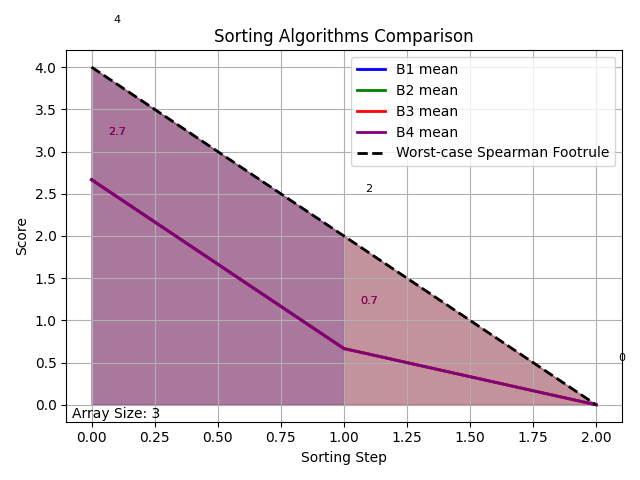 4
Sorting Algorithms Comparison
B1 mean
B2 mean
B3 mean
B4 mean
Worst-case Spearman Footrule
4.0
3.5
3.0
2.5
2.0
1.5
1.0
0.5
0.0
Score
2.7
2
0.7
0
Array Size: 3
0.00 0.25 0.50 0.75 1.00 1.25 1.50 1.75 2.00
Sorting Step